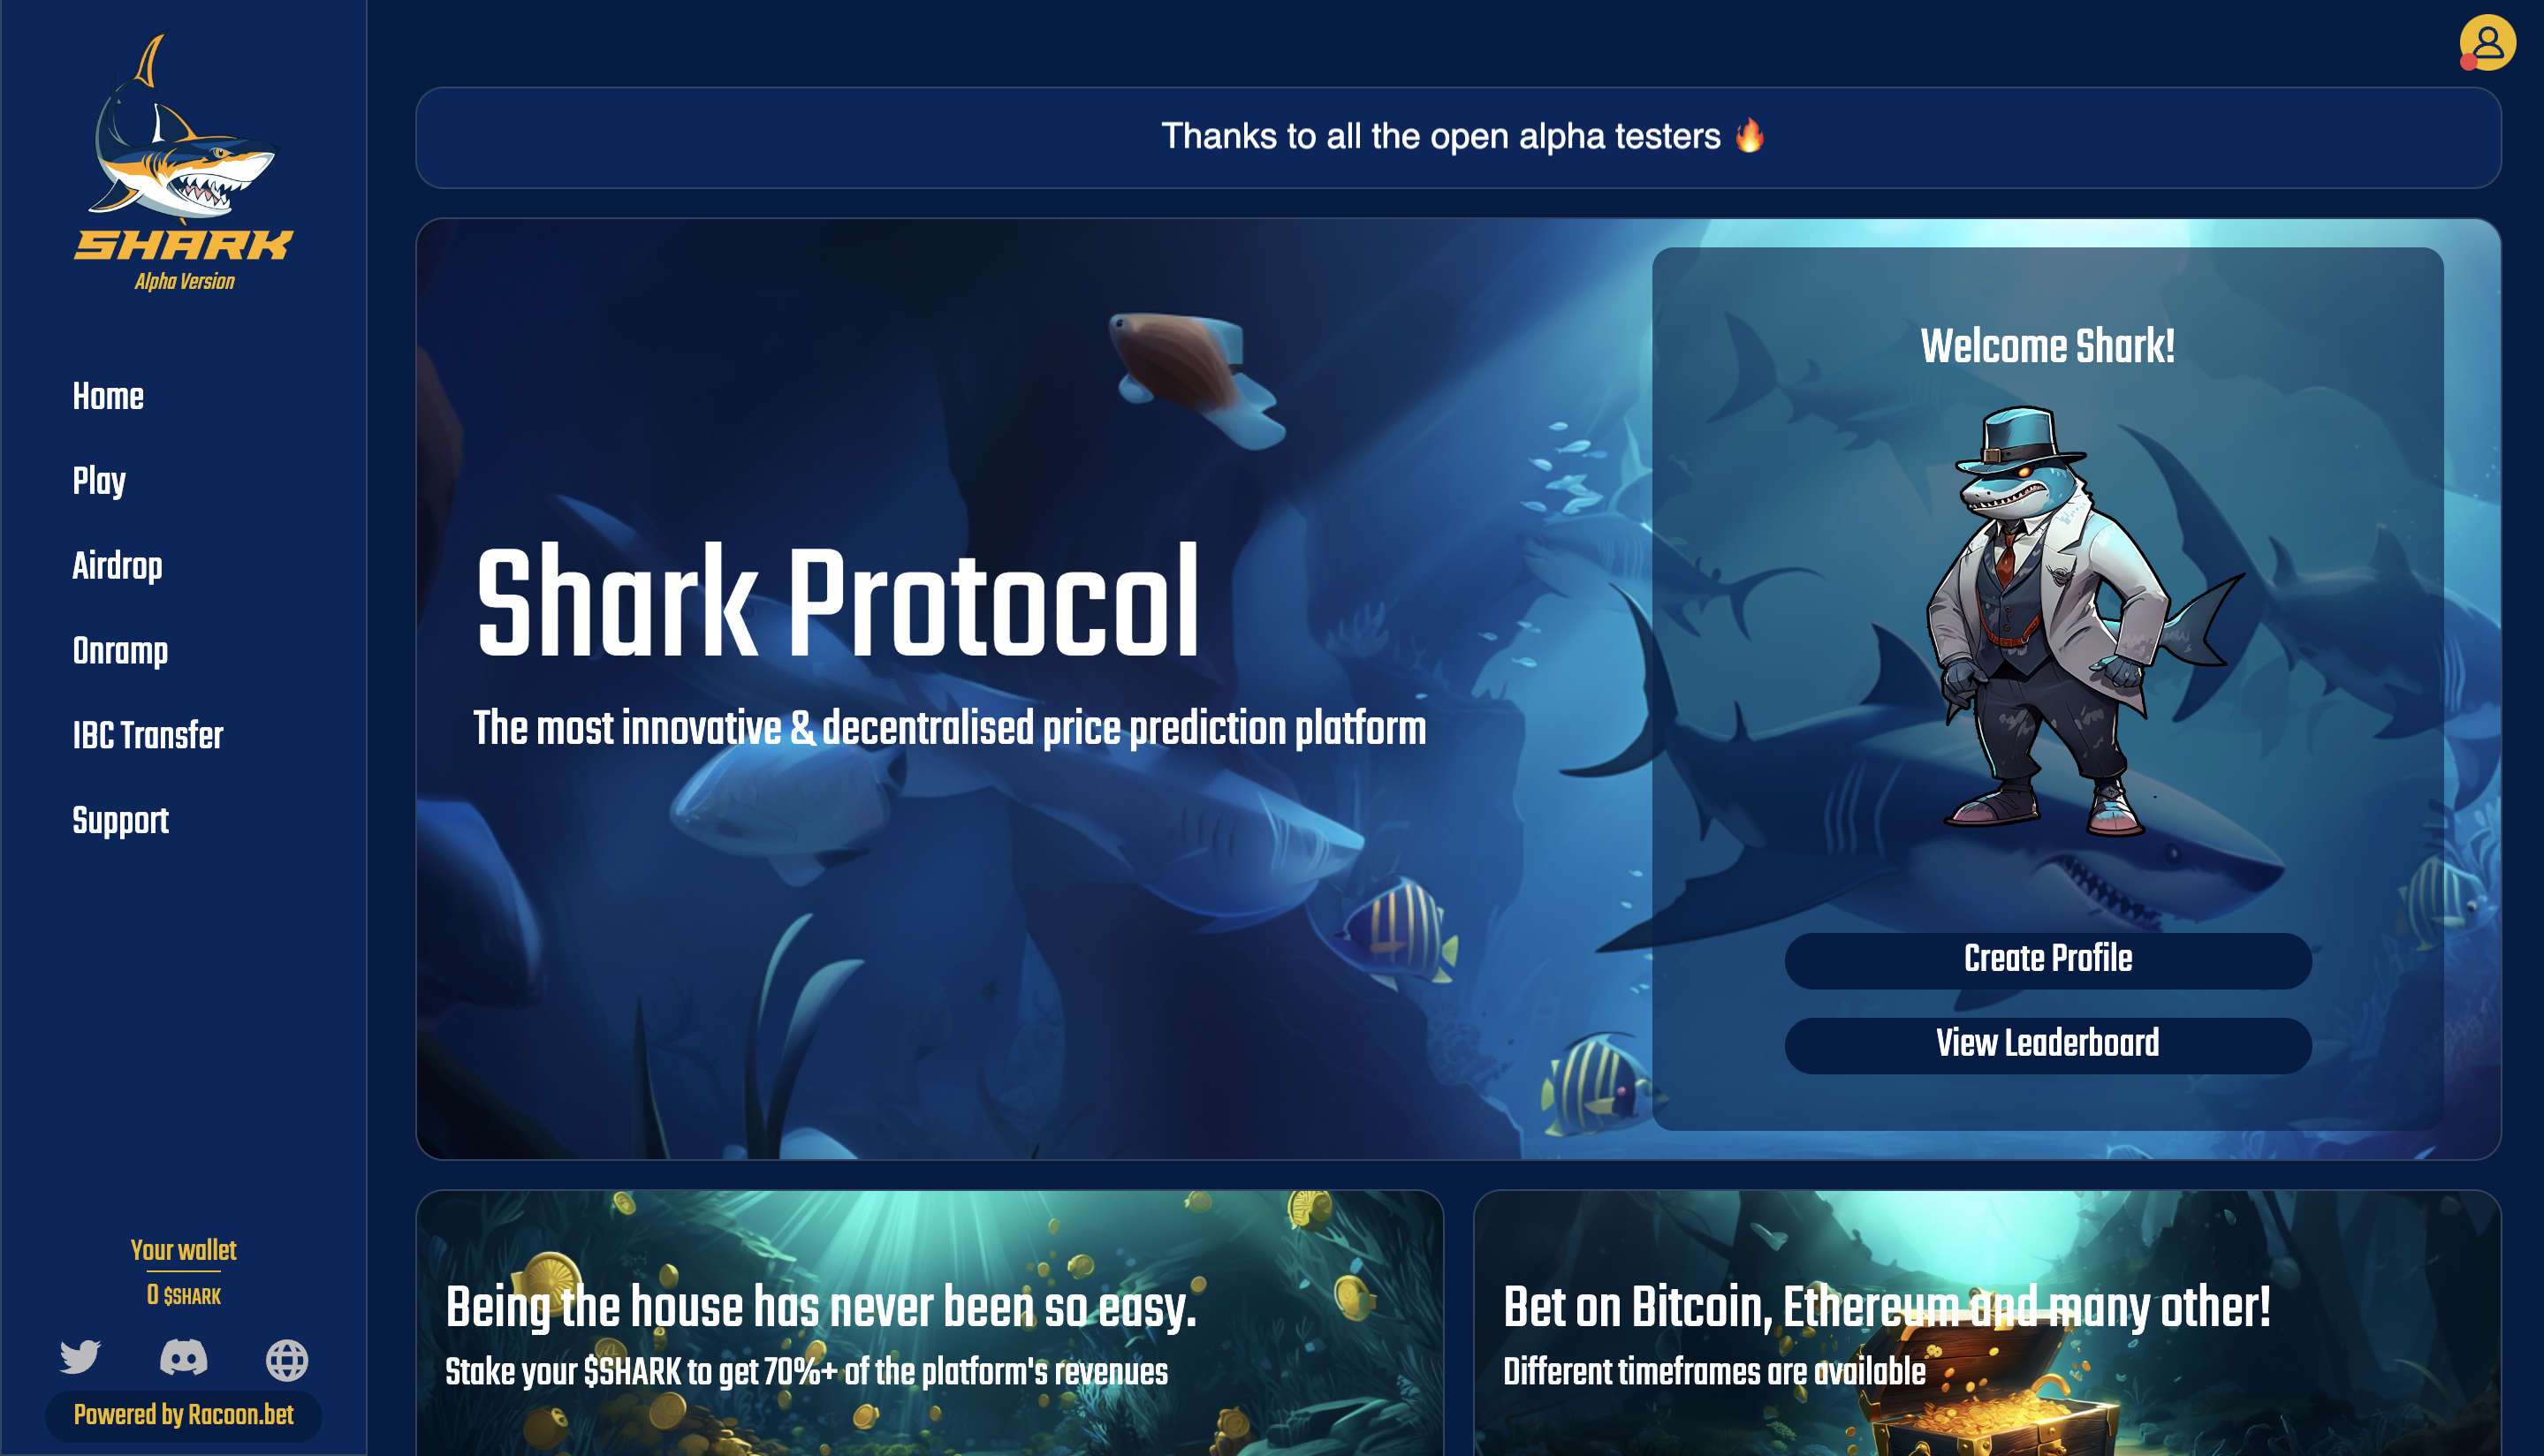 SHARK
Alpha Version
Home
Play
Airdrop
Onramp
IBC Transfer
Support
Your wallet
0 $SHARK
Powered by Racoon.bet
Thanks to all the open alpha testers 🔥
Shark Protocol
The most innovative & decentralised price prediction platform
Welcome Shark!
Create Profile
View Leaderboard
Being the house has never been so easy.
Stake your $SHARK to get 70%+ of the platform's revenues
Bet on Bitcoin, Ethereum and many other!
Different timeframes are available